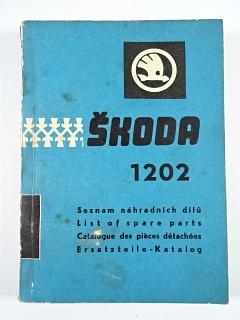 ŠKODA
1202
Seznam náhradních dílů
List of spare parts
Catalogue des pièces détachées
Ersatzteile-Katalog